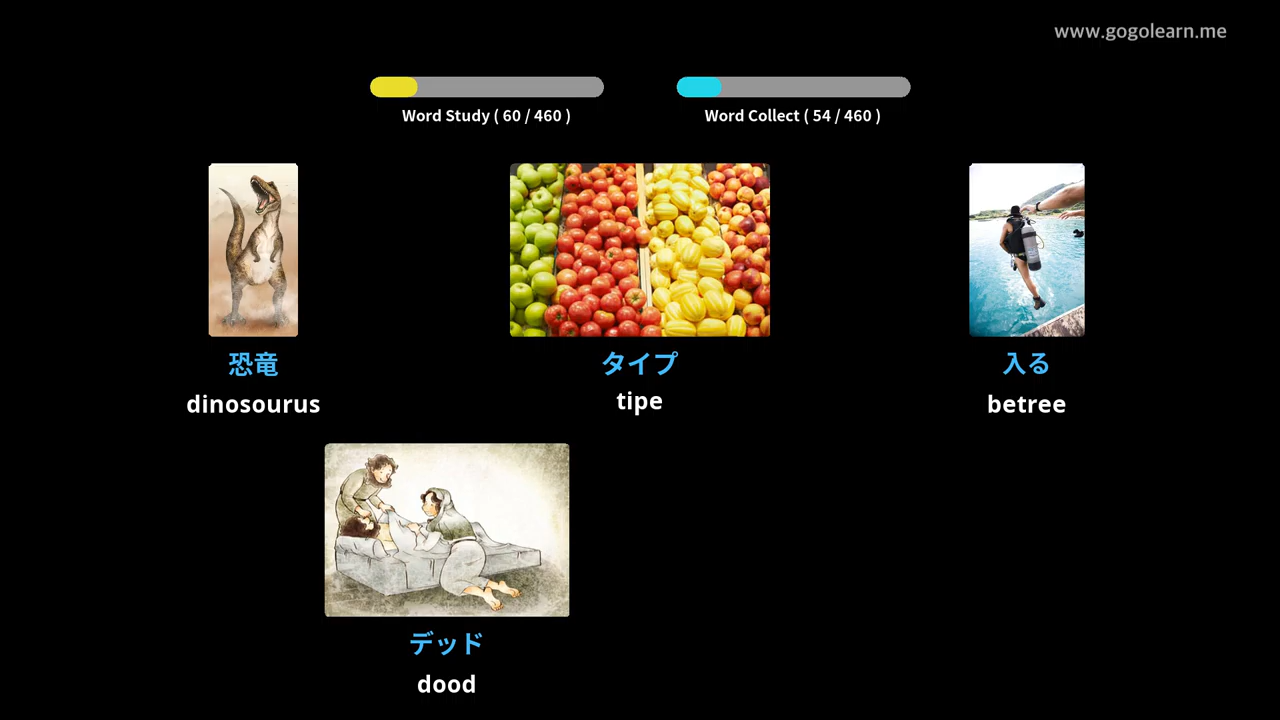 www.gogolearn.me
Word Study ( 60 / 460 )
Word Collect ( 54 / 460 )
恐竜
タイプ
入る
dinosourus
tipe
betree
デッド
dood